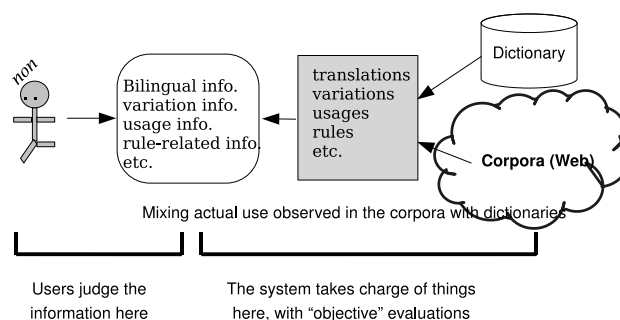 non
Bilingual info.
variation info.
usage info.
rule-related info.
etc.
translations
variations
usages
rules
etc.
Dictionary
Corpora (Web)
Mixing actual use observed in the corpora with dictionaries
Users judge the
information here
The system takes charge of things
here, with “objective” evaluations